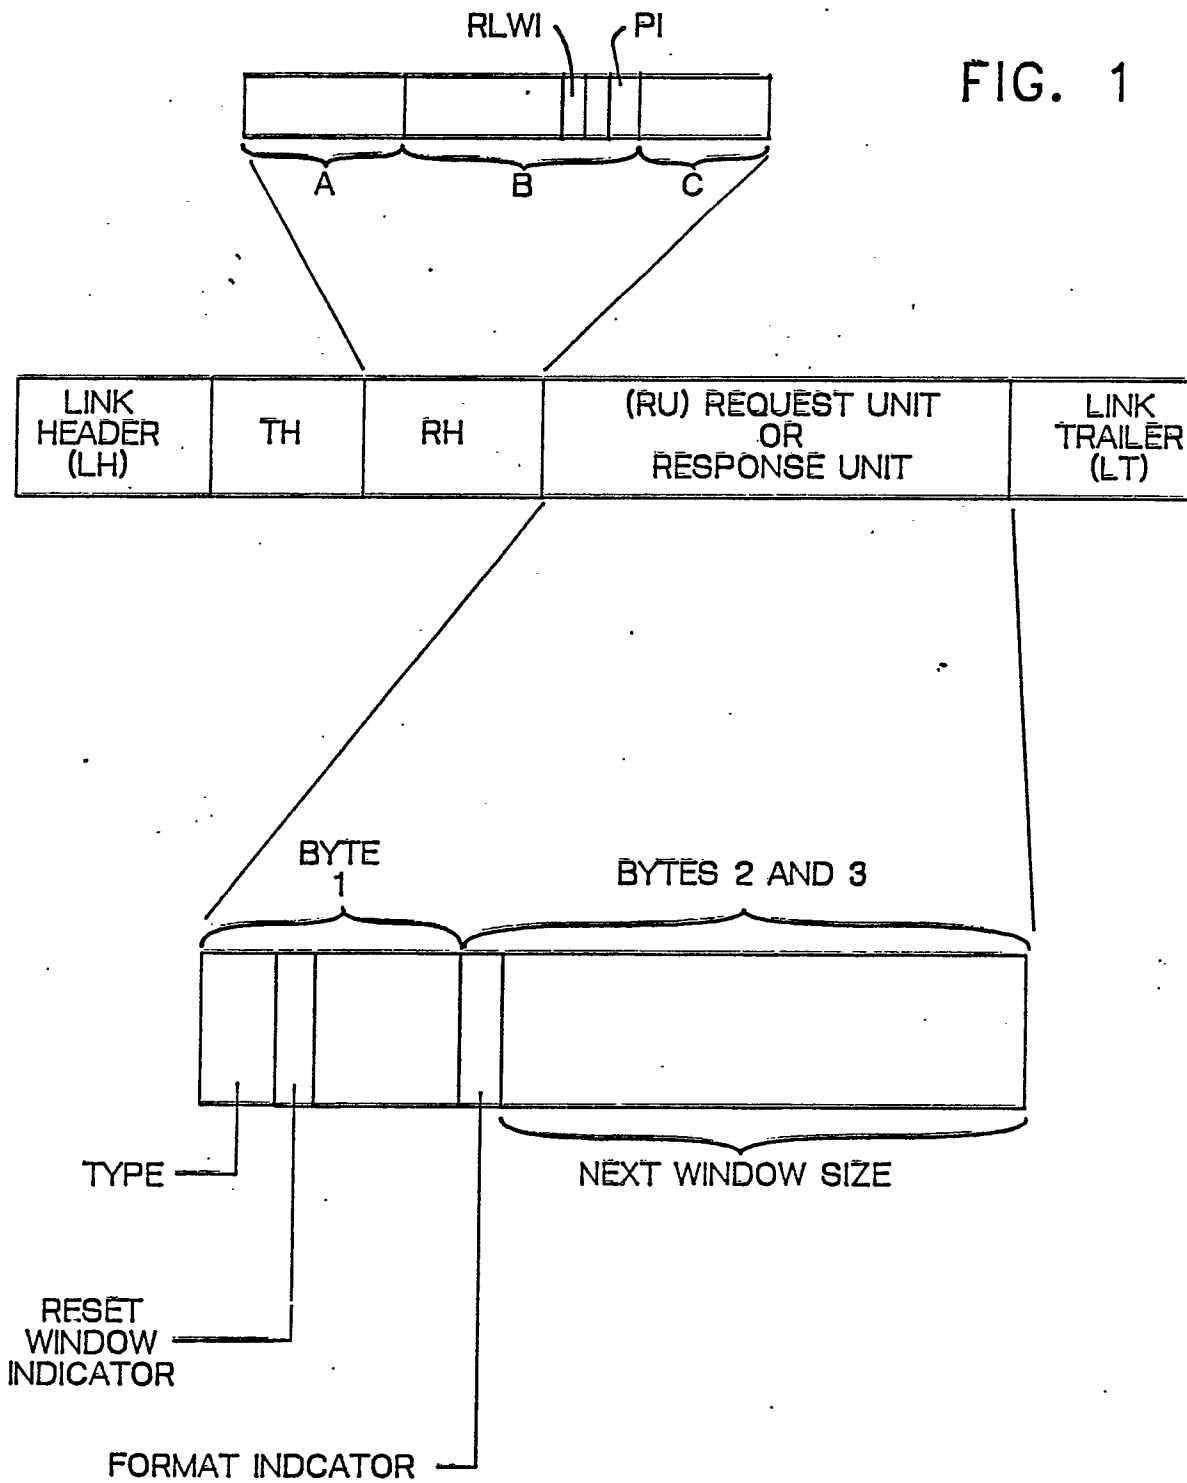 RLWI
PI
FIG. 1
A
B
C
LINK
HEADER
(LH)
TH
RH
(RU) REQUEST UNIT
OR
RESPONSE UNIT
LINK
TRAILER
(LT)
BYTE
1
BYTES 2 AND 3
TYPE
NEXT WINDOW SIZE
RESET
WINDOW
INDICATOR
FORMAT INDCATOR